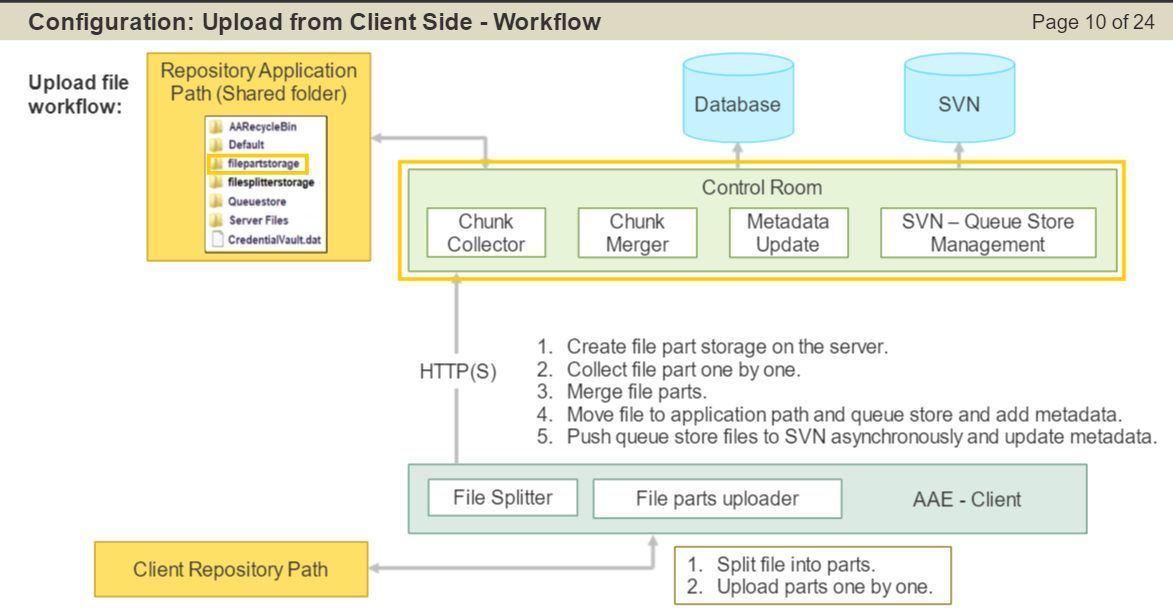 Configuration: Upload from Client Side - Workflow
Page 10 of 24
Upload file
workflow:
Repository Application
Path (Shared folder)
AARecycleBin
Default
filepartstorage
filesplitterstorage
Queuestore
Server Files
CredentialVault.dat
Database
SVN
Control Room
Chunk
Collector
Chunk
Merger
Metadata
Update
SVN – Queue Store
Management
HTTP(S)
1. Create file part storage on the server.
2. Collect file part one by one.
3. Merge file parts.
4. Move file to application path and queue store and add metadata.
5. Push queue store files to SVN asynchronously and update metadata.
File Splitter
File parts uploader
AAE - Client
Client Repository Path
1. Split file into parts.
2. Upload parts one by one.